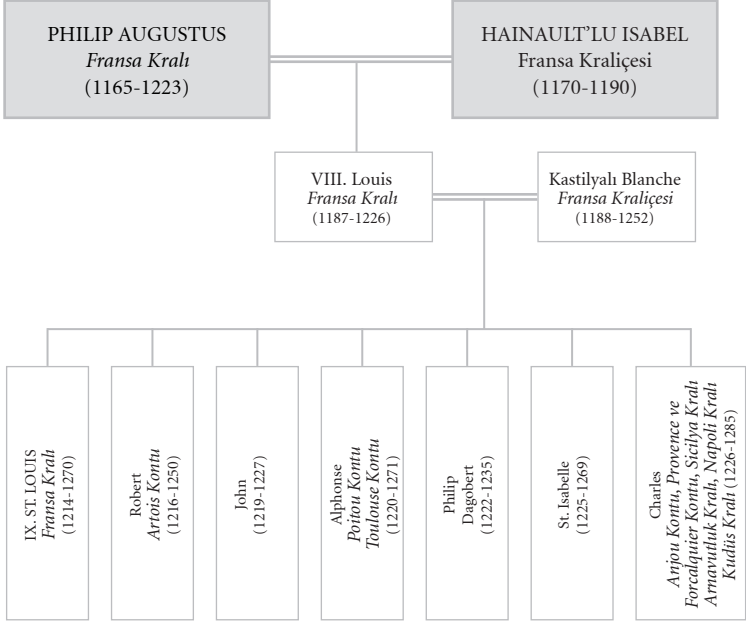 PHILIP AUGUSTUS
Fransa Kralı
(1165-1223)
HAINAULT’LU ISABEL
Fransa Kraliçesi
(1170-1190)
VIII. Louis
Fransa Kralı
(1187-1226)
Kastilyalı Blanche
Fransa Kraliçesi
(1188-1252)
IX. ST. LOUIS
Fransa Kralı
(1214-1270)
Robert
Artois Kontu
(1216-1250)
John
(1219-1227)
Alphonse
Poitou Kontu
Toulouse Kontu
(1220-1271)
Philip
Dagobert
(1222-1235)
St. Isabelle
(1225-1269)
Charles
Anjou Kontu, Provence ve
Forcalquier Kontu, Sicilya Kralı
Arnavutluk Kralı, Napoli Kralı
Kudüs Kralı (1226-1285)